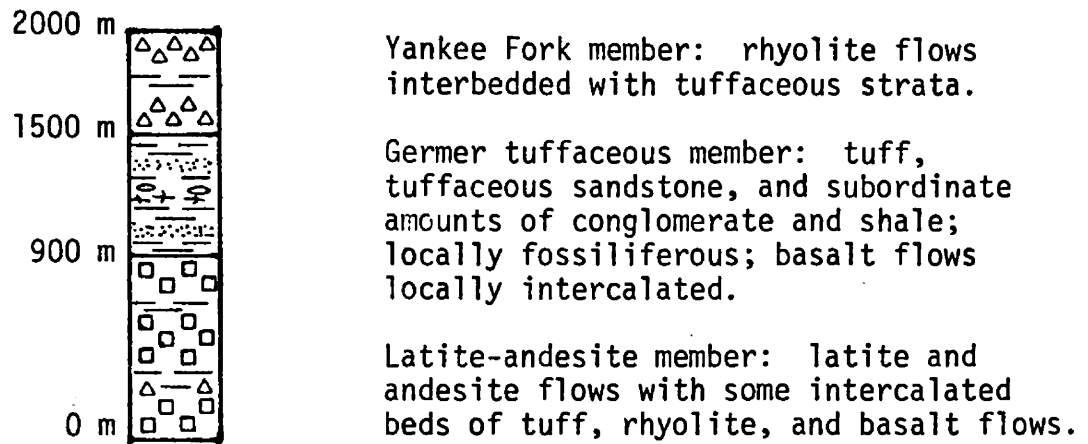 2000 m
Yankee Fork member: rhyolite flows
interbedded with tuffaceous strata.
1500 m
Germer tuffaceous member: tuff,
tuffaceous sandstone, and subordinate
amounts of conglomerate and shale;
900 m
locally fossiliferous; basalt flows
locally intercalated.
Latite-andesite member: latite and
andesite flows with some intercalated
0 m
beds of tuff, rhyolite, and basalt flows.